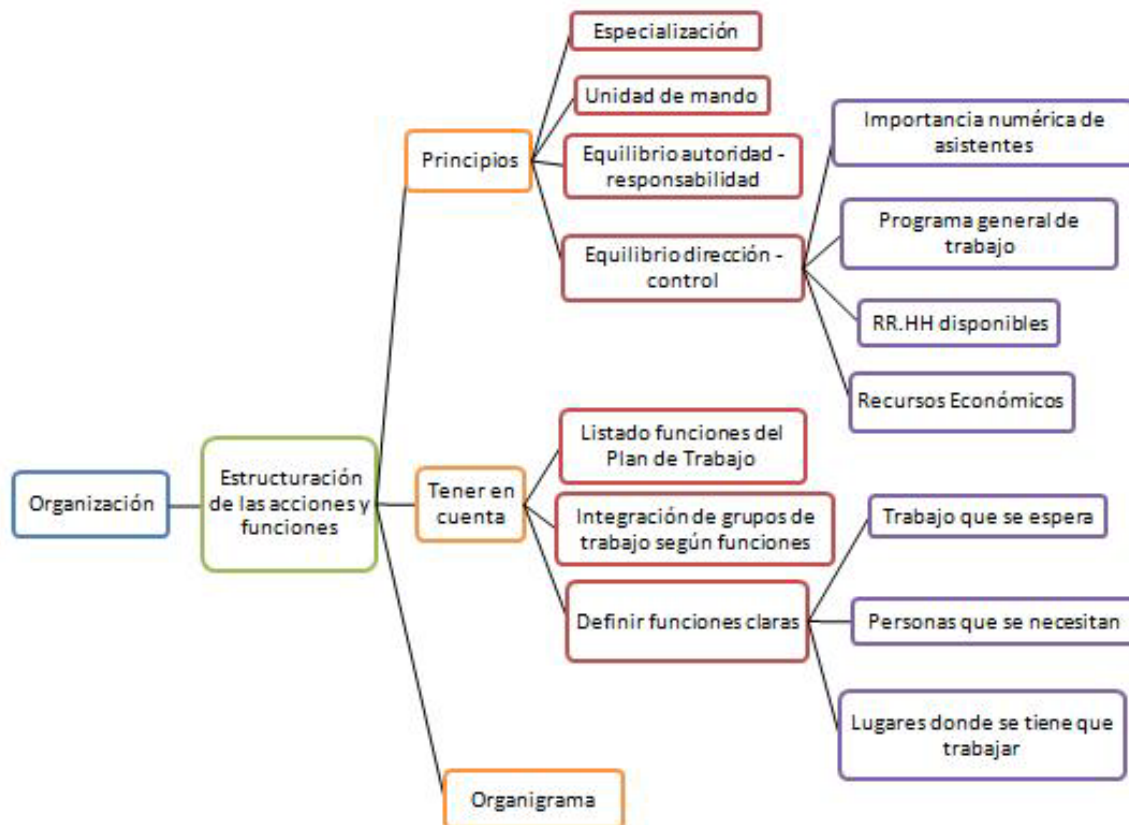 Organización
Estructuración
de las acciones y
funciones
Principios
Especialización
Unidad de mando
Equilibrio autoridad -
responsabilidad
Equilibrio dirección -
control
Importancia numérica de
asistentes
Programa general de
trabajo
RR.HH disponibles
Recursos Económicos
Tener en
cuenta
Listado funciones del
Plan de Trabajo
Integración de grupos de
trabajo según funciones
Definir funciones claras
Trabajo que se espera
Personas que se necesitan
Lugares donde se tiene que
trabajar
Organigrama